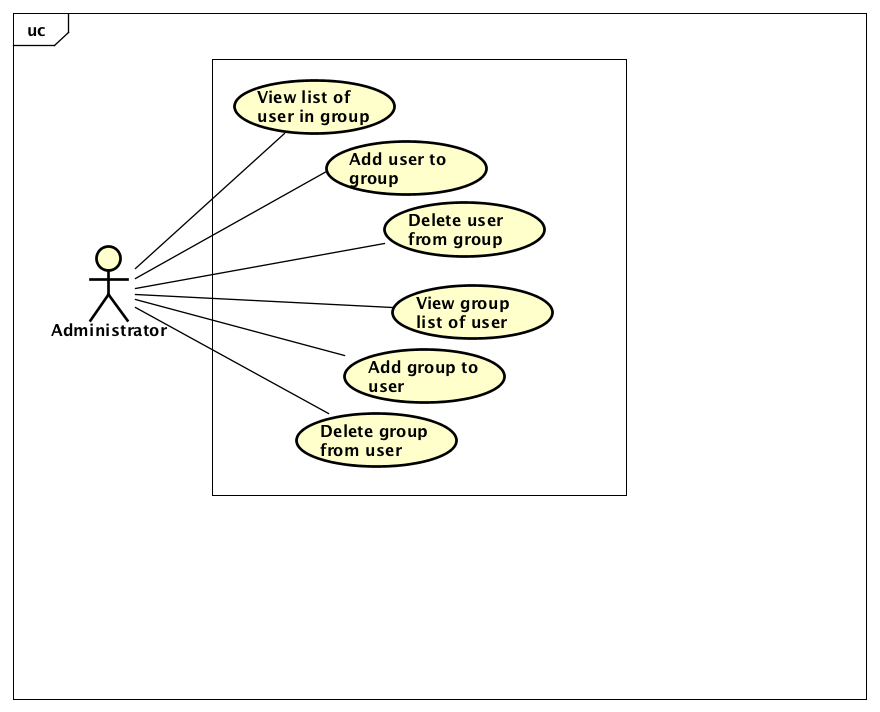 uc
View list of
user in group
Add user to
group
Delete user
from group
View group
list of user
Add group to
user
Delete group
from user
Administrator